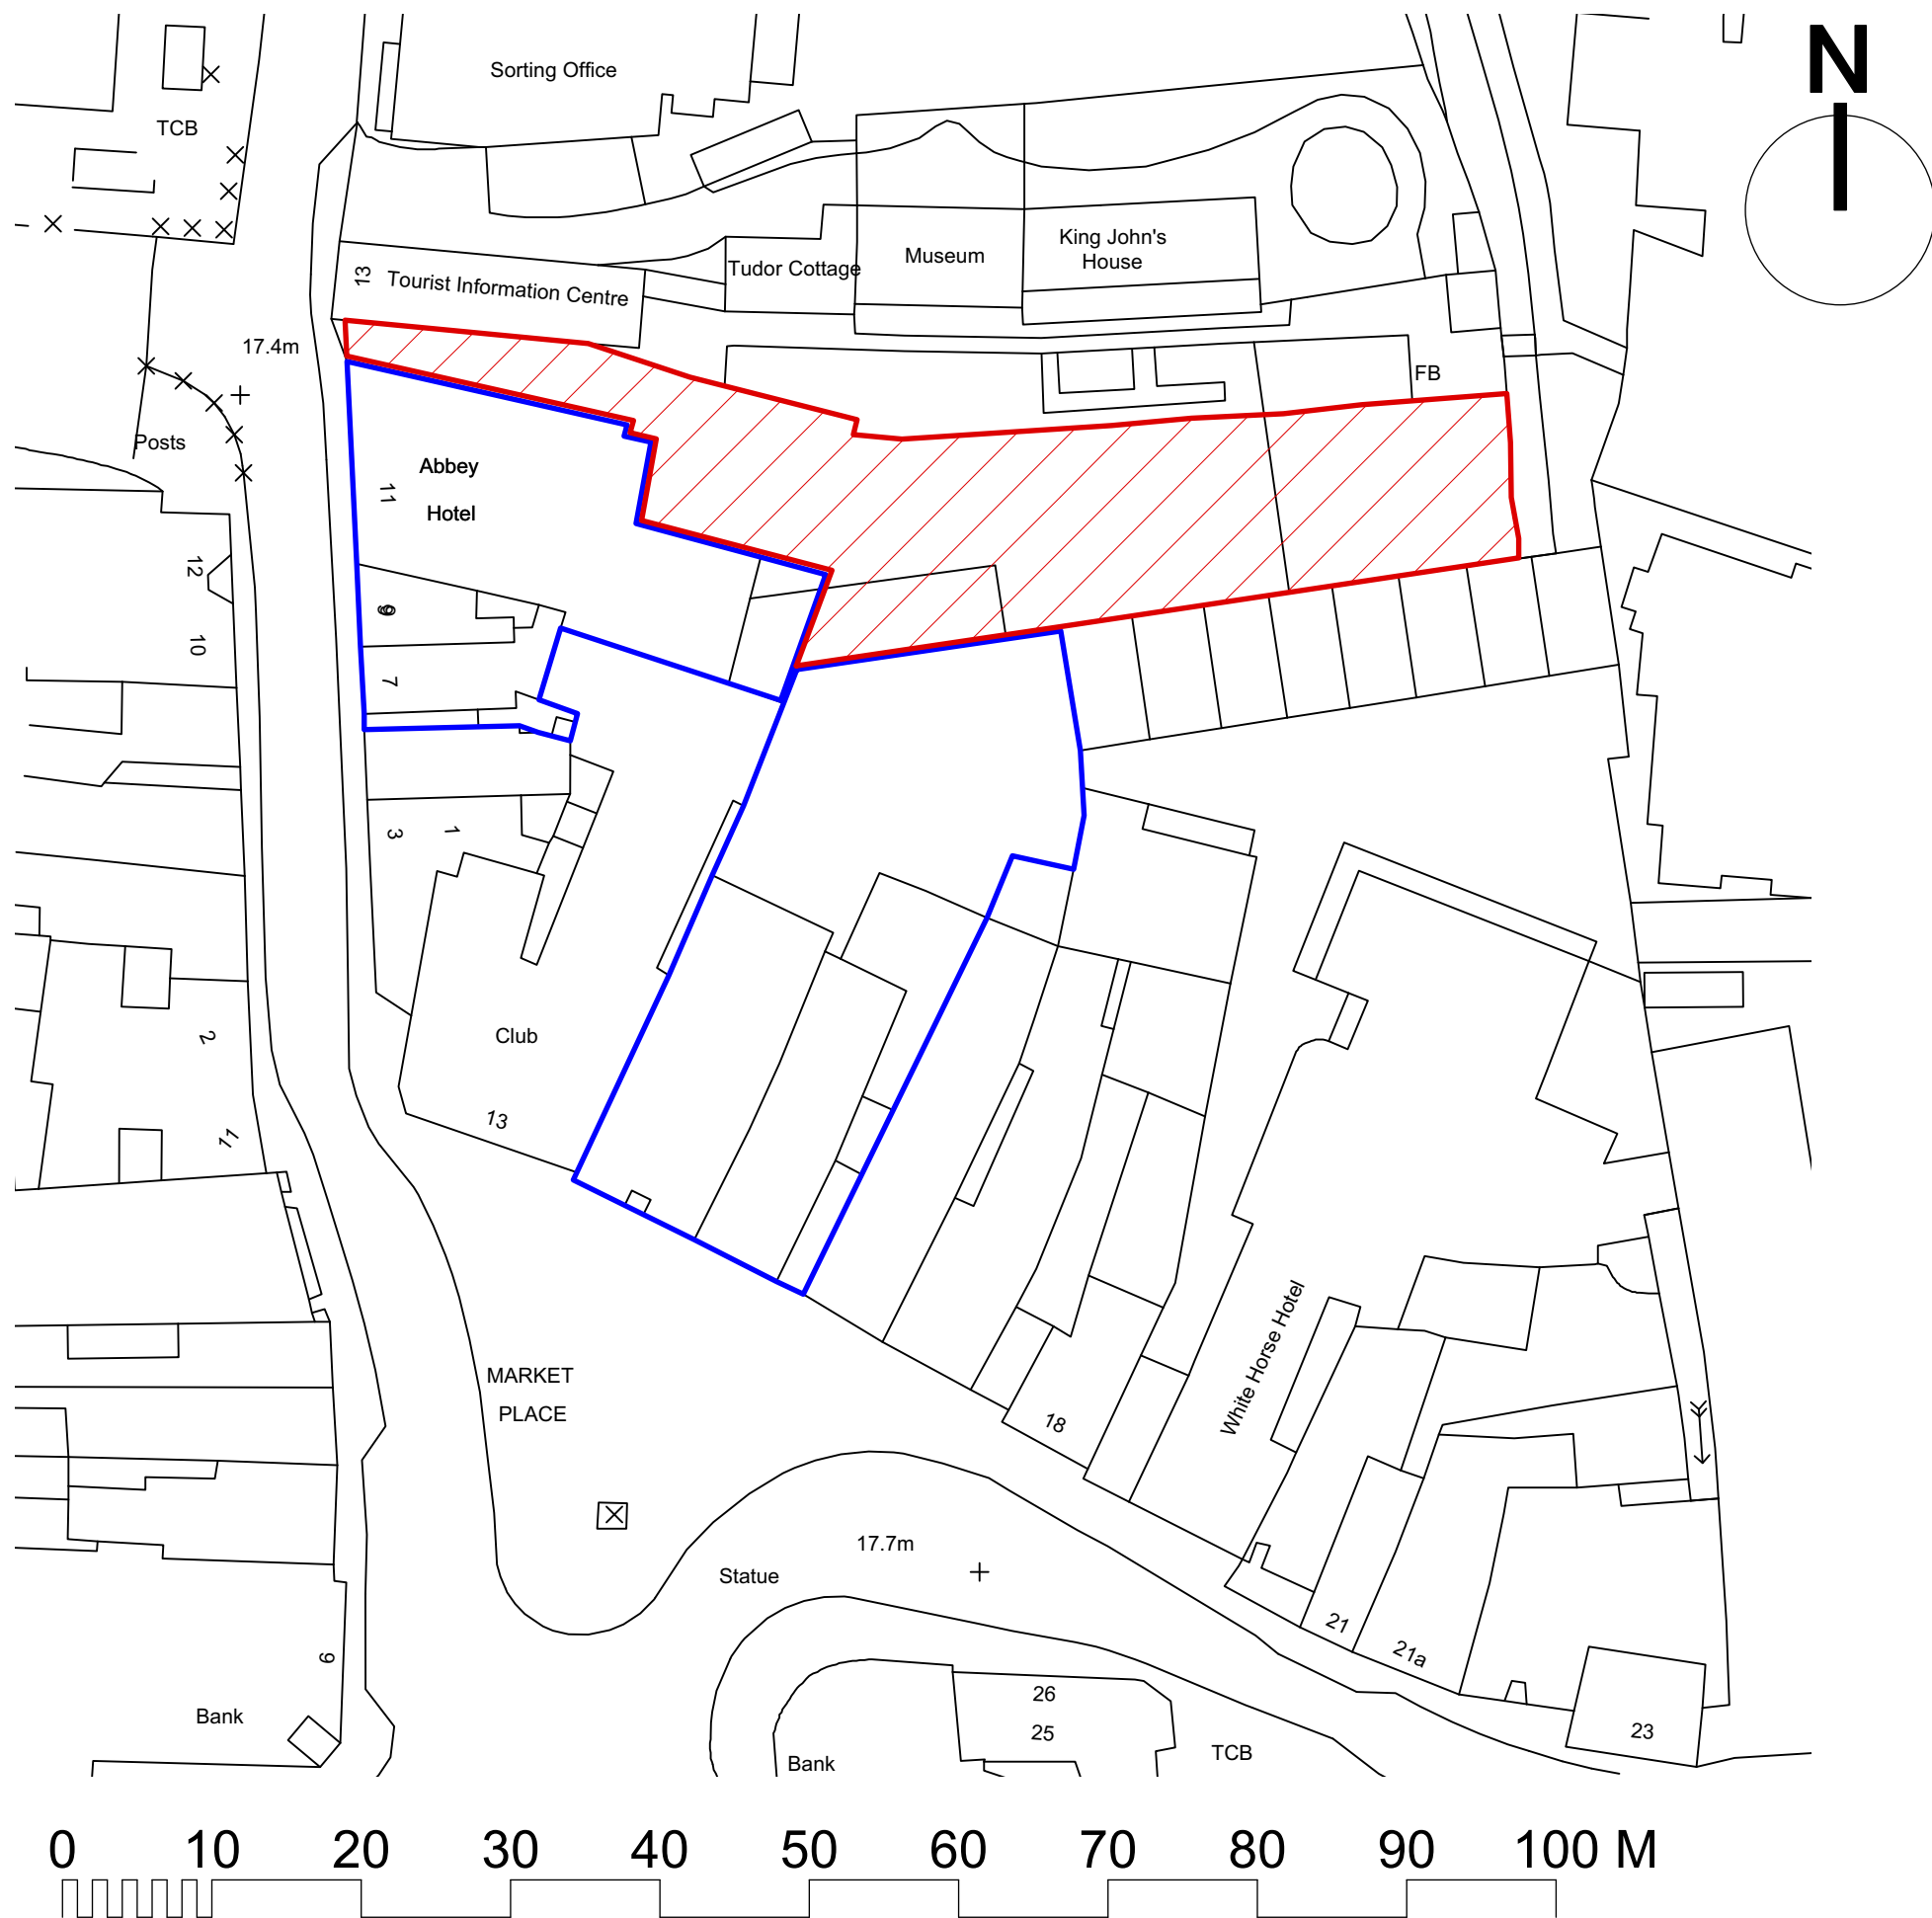 N
Sorting Office
TCB
King John's
House
Museum
Tudor Cottage
13
Tourist Information Centre
17.4m
FB
Posts
Abbey
11
Hotel
12
9
10
7
3
1
Club
2
13
11
White Horse Hotel
MARKET
PLACE
18
17.7m
Statue
21
21a
9
26
Bank
25
23
TCB
Bank
0 10 20 30 40 50 60 70 80 90 100 M